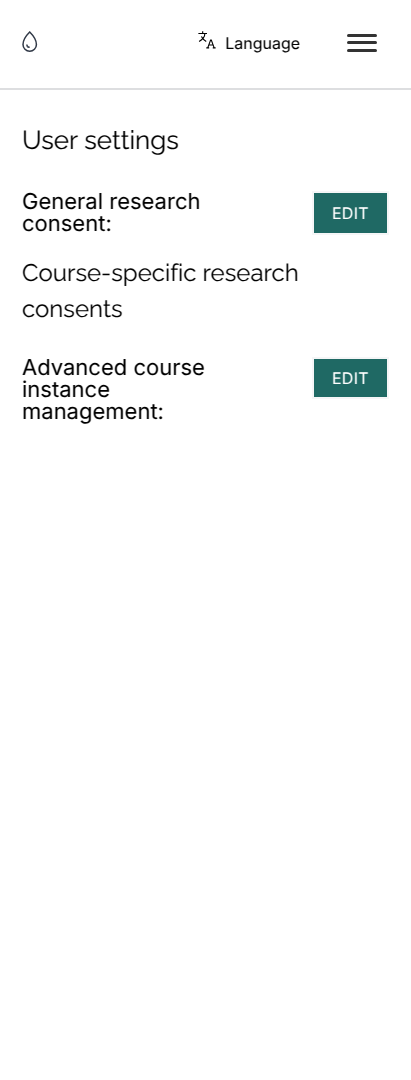 Language
User settings
General research
consent:
EDIT
Course-specific research
consents
Advanced course
instance
management:
EDIT